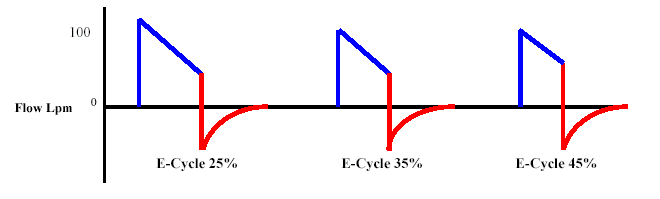 100
Flow Lpm
0
E-Cycle 25%
E-Cycle 35%
E-Cycle 45%